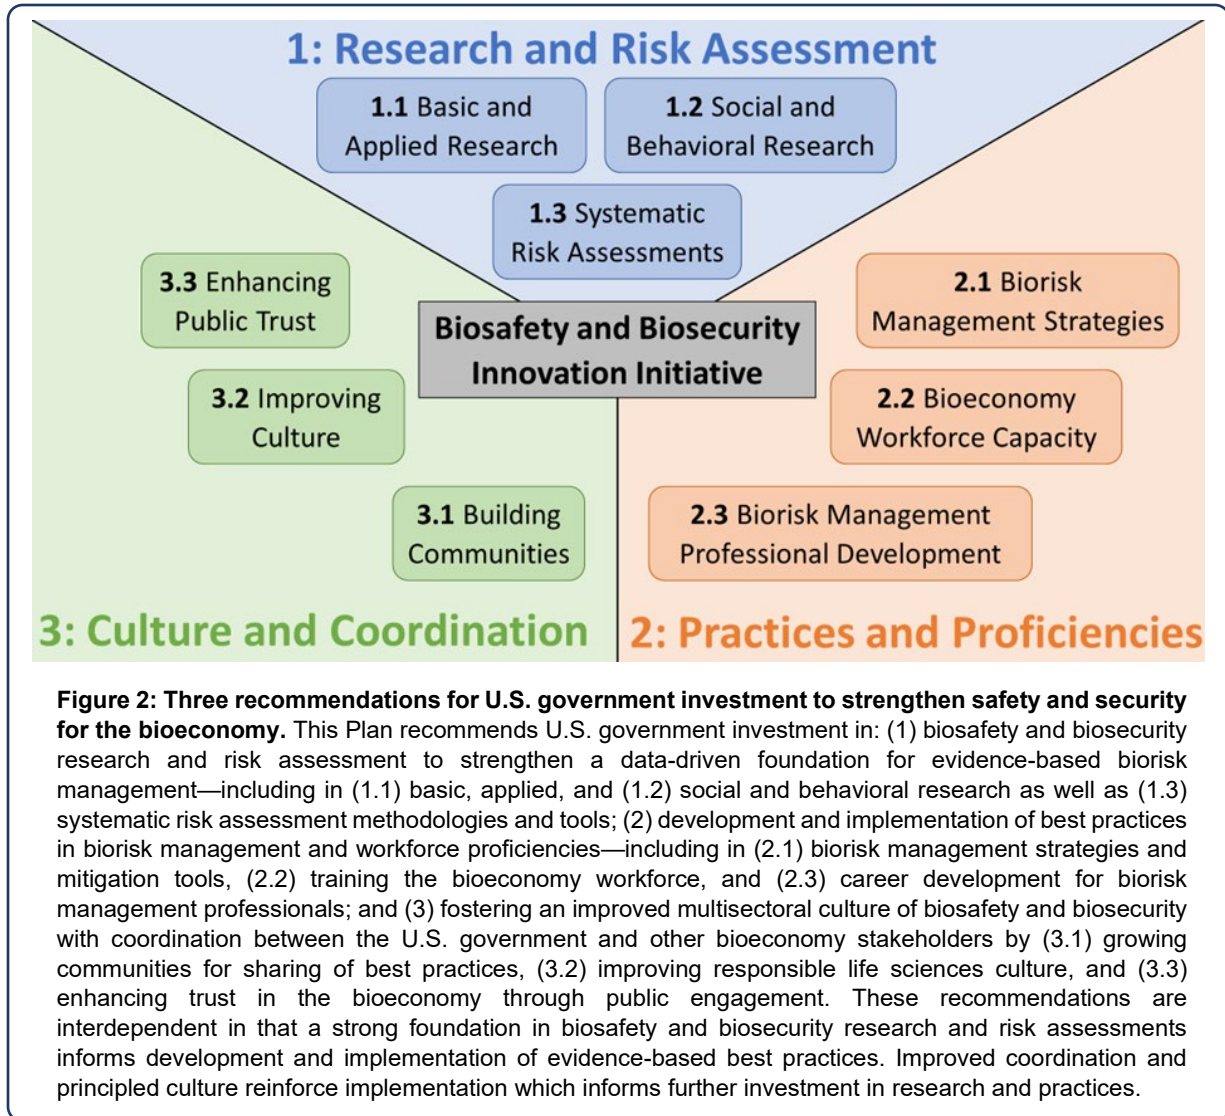 1: Research and Risk Assessment
1.1 Basic and
Applied Research
1.2 Social and
Behavioral Research
1.3 Systematic
Risk Assessments
3.3 Enhancing
Public Trust
Biosafety and Biosecurity
Innovation Initiative
2.1 Biorisk
Management Strategies
3.2 Improving
Culture
2.2 Bioeconomy
Workforce Capacity
3.1 Building
Communities
2.3 Biorisk Management
Professional Development
3: Culture and Coordination
2: Practices and Proficiencies
Figure 2: Three recommendations for U.S. government investment to strengthen safety and security
for the bioeconomy. This Plan recommends U.S. government investment in: (1) biosafety and biosecurity
research and risk assessment to strengthen a data-driven foundation for evidence-based biorisk
management—including in (1.1) basic, applied, and (1.2) social and behavioral research as well as (1.3)
systematic risk assessment methodologies and tools; (2) development and implementation of best practices
in biorisk management and workforce proficiencies—including in (2.1) biorisk management strategies and
mitigation tools, (2.2) training the bioeconomy workforce, and (2.3) career development for biorisk
management professionals; and (3) fostering an improved multisectoral culture of biosafety and biosecurity
with coordination between the U.S. government and other bioeconomy stakeholders by (3.1) growing
communities for sharing of best practices, (3.2) improving responsible life sciences culture, and (3.3)
enhancing trust in the bioeconomy through public engagement. These recommendations are
interdependent in that a strong foundation in biosafety and biosecurity research and risk assessments
informs development and implementation of evidence-based best practices. Improved coordination and
principled culture reinforce implementation which informs further investment in research and practices.